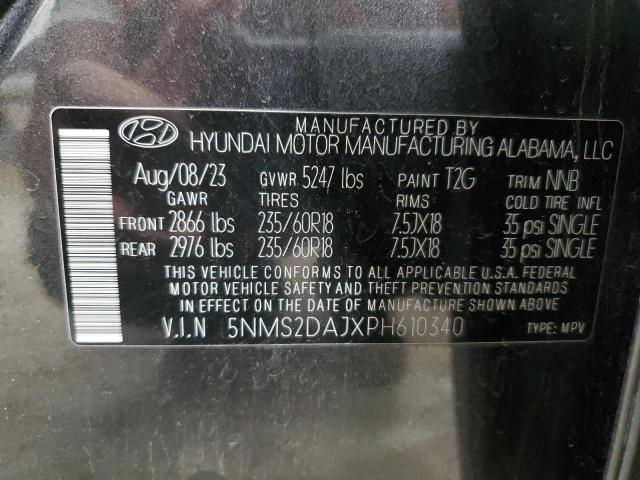 MANUFACTURED BY
HYUNDAI MOTOR MANUFACTURING ALABAMA, LLC
Aug/08/23 GVWR 5247 lbs PAINT T2G TRIM NNB
GAWR TIRES RIMS COLD TIRE INFL
FRONT 2866 lbs 235/60R18 7.5JX18 35 psi SINGLE
REAR 2976 lbs 235/60R18 7.5JX18 35 psi SINGLE
THIS VEHICLE CONFORMS TO ALL APPLICABLE U.S.A. FEDERAL
MOTOR VEHICLE SAFETY AND THEFT PREVENTION STANDARDS
IN EFFECT ON THE DATE OF MANUFACTURE SHOWN ABOVE.
V.I.N 5NMS2DAJXPH610340 TYPE: MPV